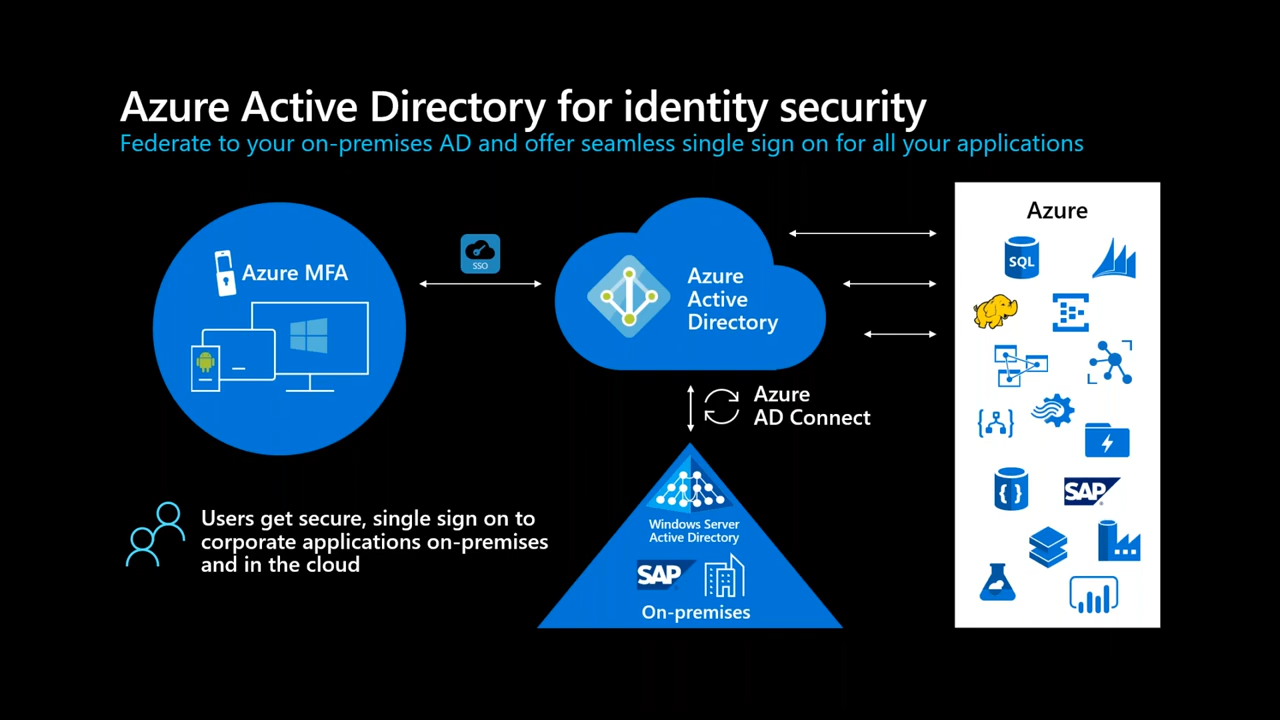 Azure Active Directory for identity security
Federate to your on-premises AD and offer seamless single sign on for all your applications
Azure MFA
SSO
Azure
Active
Directory
Azure
AD Connect
Windows Server
Active Directory
SAP
On-premises
Users get secure, single sign on to
corporate applications on-premises
and in the cloud
Azure
SQL
SAP